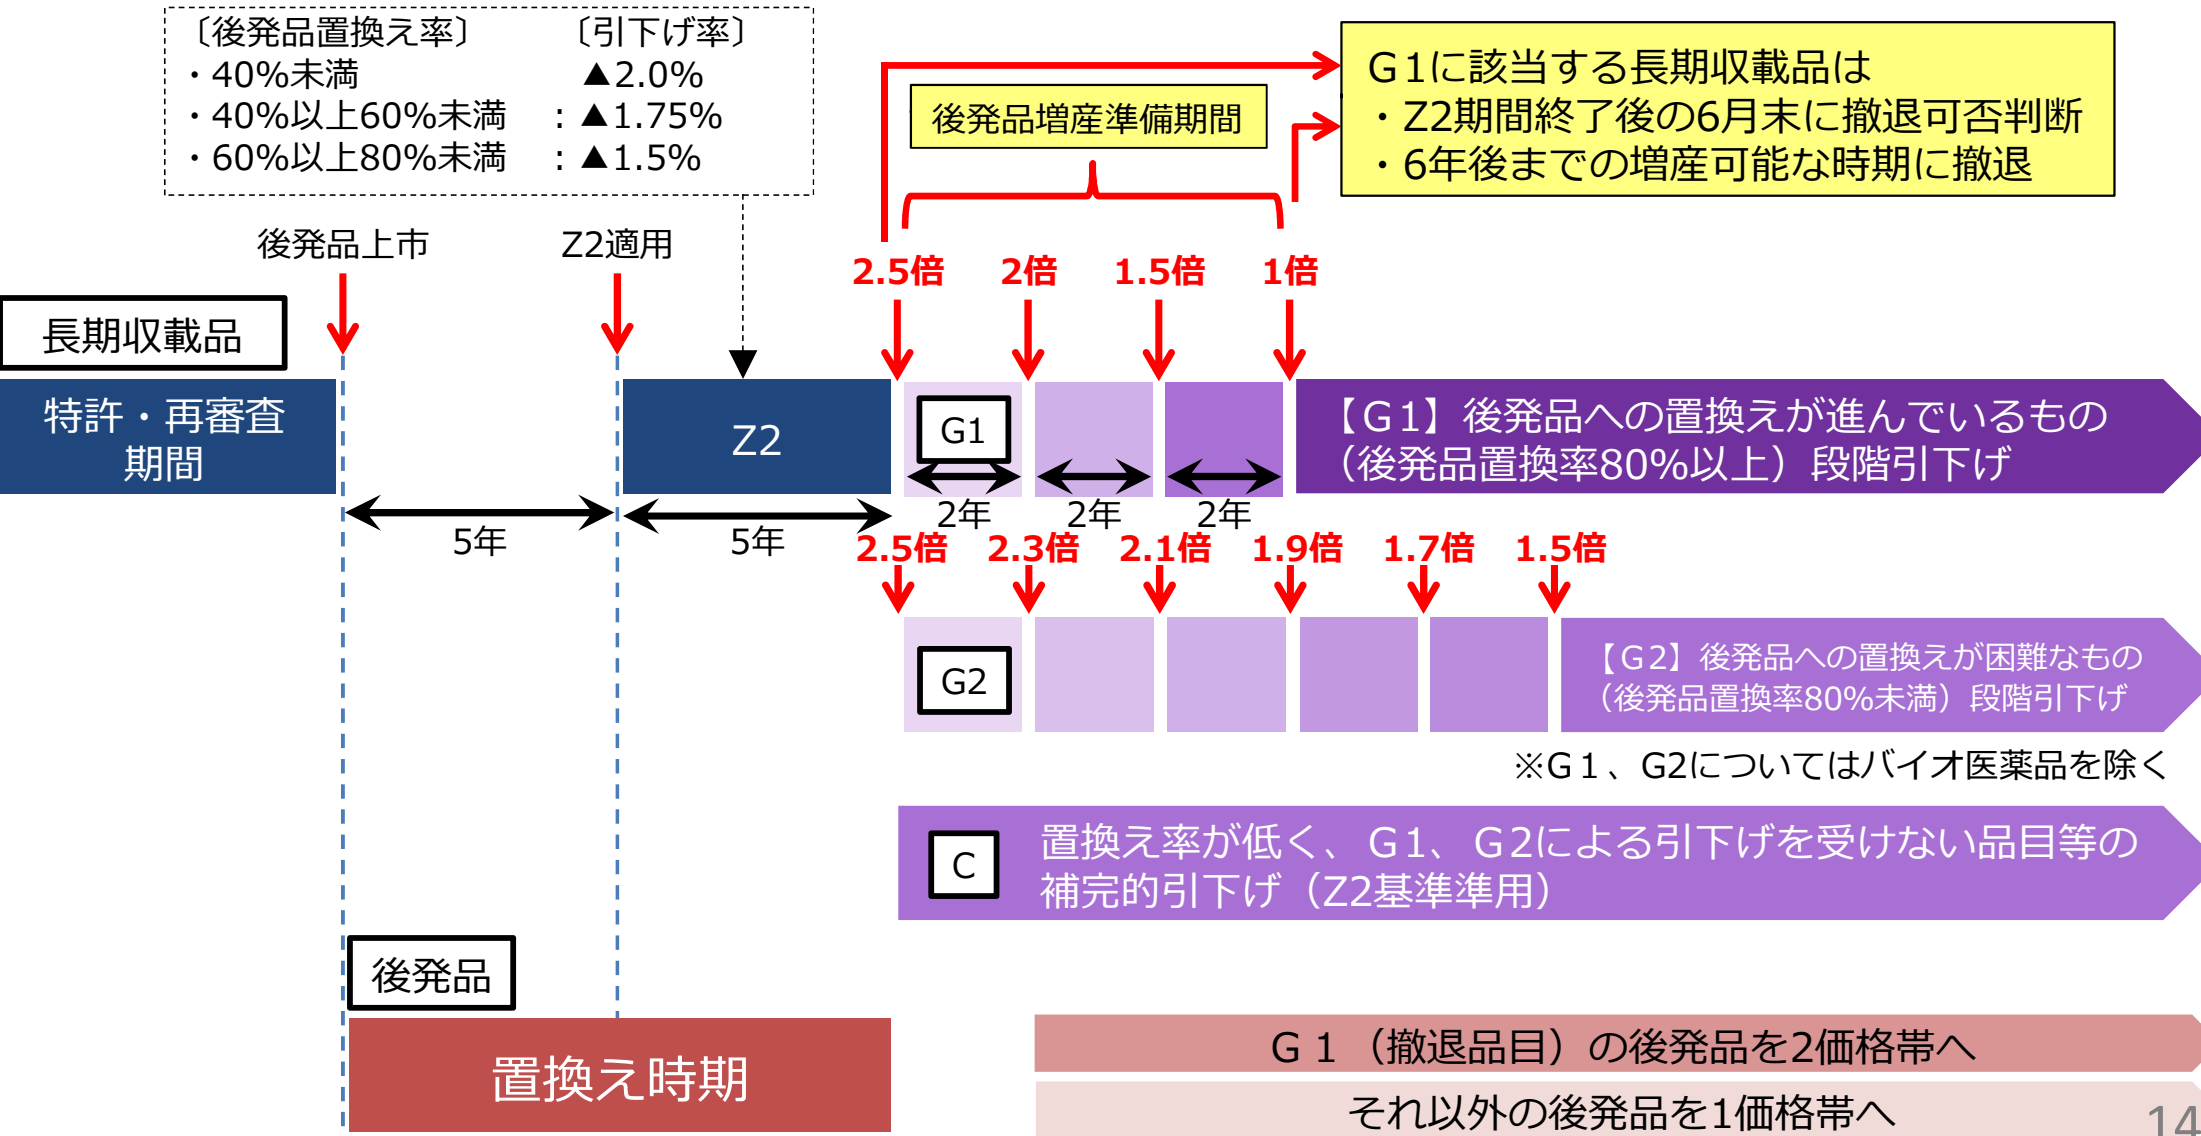 〔後発品置換え率〕　〔引下げ率〕
・40%未満　▲2.0%
・40%以上60%未満　：▲1.75%
・60%以上80%未満　：▲1.5%
G1に該当する長期収載品は
・Z2期間終了後の6月末に撤退可否判断
・6年後までの増産可能な時期に撤退
後発品増産準備期間
後発品上市
Z2適用
2.5倍　2倍　1.5倍　1倍
長期収載品
特許・再審査
期間
Z2
G1
【G1】後発品への置換えが進んでいるもの
（後発品置換率80%以上）段階引下げ
5年
5年
2年　2年　2年
2.5倍　2.3倍　2.1倍　1.9倍　1.7倍　1.5倍
G2
【G2】後発品への置換えが困難なもの
（後発品置換率80%未満）段階引下げ
※G１、G2についてはバイオ医薬品を除く
C
置換え率が低く、G1、G2による引下げを受けない品目等の
補完的引下げ（Z2基準準用）
後発品
置換え時期
G１（撤退品目）の後発品を2価格帯へ
それ以外の後発品を1価格帯へ
14